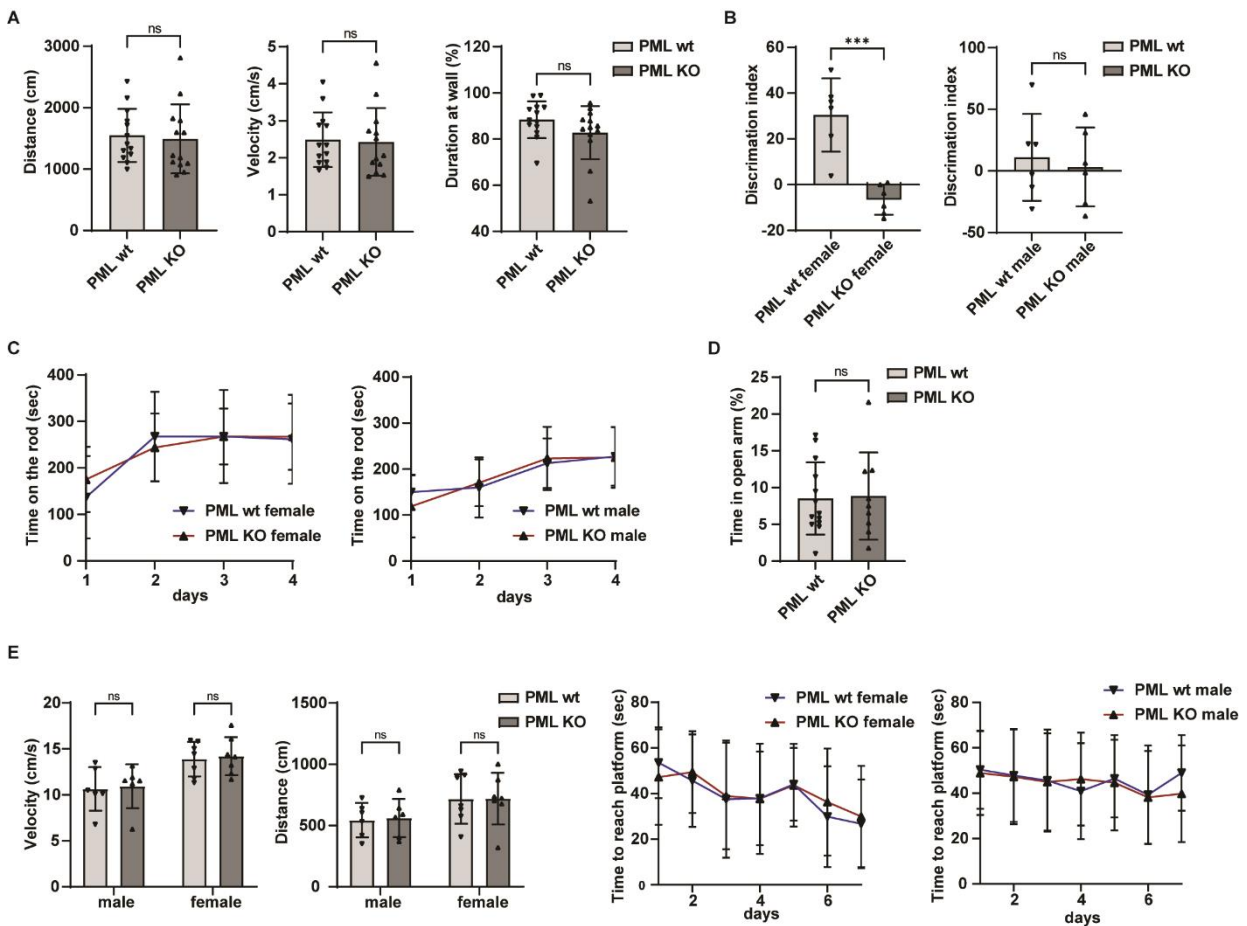 A
Distance (cm)
3000
2000
1000
0
ns
PML wt
PML KO
Velocity (cm/s)
6
5
4
3
2
1
0
ns
PML wt
PML KO
Duration at wall (%)
120
100
80
60
40
ns
PML wt
PML KO
PML wt
PML KO
B
Discrimation index
60
40
20
0
-20
***
PML wt female
PML KO female
Discrimation index
100
50
0
-50
ns
PML wt male
PML KO male
PML wt
PML KO
C
Time on the rod (sec)
400
300
200
100
0
PML wt female
PML KO female
1
2
3
4
days
Time on the rod (sec)
400
300
200
100
0
PML wt male
PML KO male
1
2
3
4
days
D
Time in open arm (%)
25
20
15
10
5
0
ns
PML wt
PML KO
PML wt
PML KO
E
Velocity (cm/s)
20
15
10
5
0
ns
ns
male
female
Distance (cm)
1500
1000
500
0
ns
ns
male
female
PML wt
PML KO
Time to reach platform (sec)
80
60
40
20
0
PML wt female
PML KO female
2
4
6
days
Time to reach platform (sec)
80
60
40
20
0
PML wt male
PML KO male
2
4
6
days